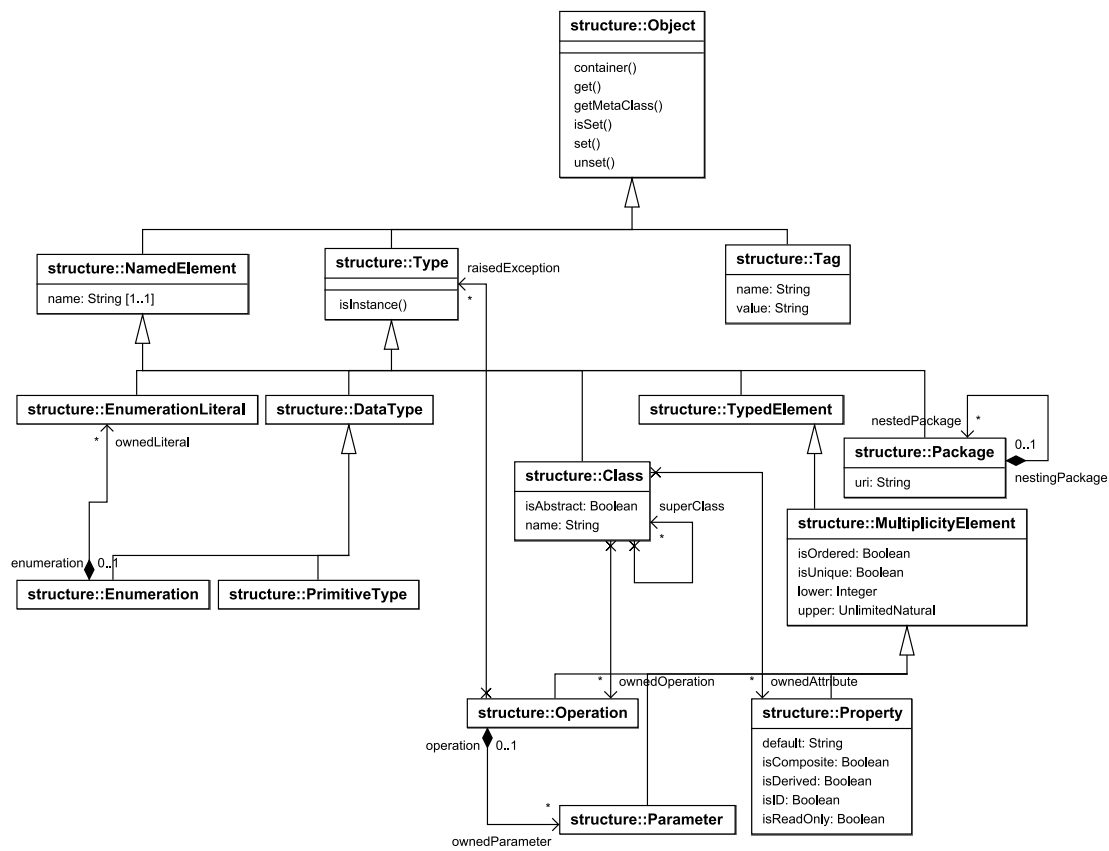 structure::Object
container()
get()
getMetaClass()
isSet()
set()
unset()
structure::NamedElement
name: String [1..1]
structure::Type
isInstance()
raisedException
*
structure::Tag
name: String
value: String
structure::EnumerationLiteral
* ownedLiteral
structure::DataType
structure::TypedElement
nestedPackage *
structure::Package
uri: String
0..1
nestingPackage
structure::Class
isAbstract: Boolean
name: String
superClass
*
structure::MultiplicityElement
isOrdered: Boolean
isUnique: Boolean
lower: Integer
upper: UnlimitedNatural
enumeration 0..1
structure::Enumeration
structure::PrimitiveType
* ownedOperation
* ownedAttribute
structure::Operation
operation 0..1
structure::Property
default: String
isComposite: Boolean
isDerived: Boolean
isID: Boolean
isReadOnly: Boolean
*
ownedParameter
structure::Parameter